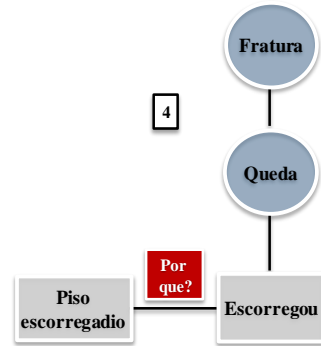 Fratura
4
Queda
Por
que?
Piso
escorregadio
Escorregou